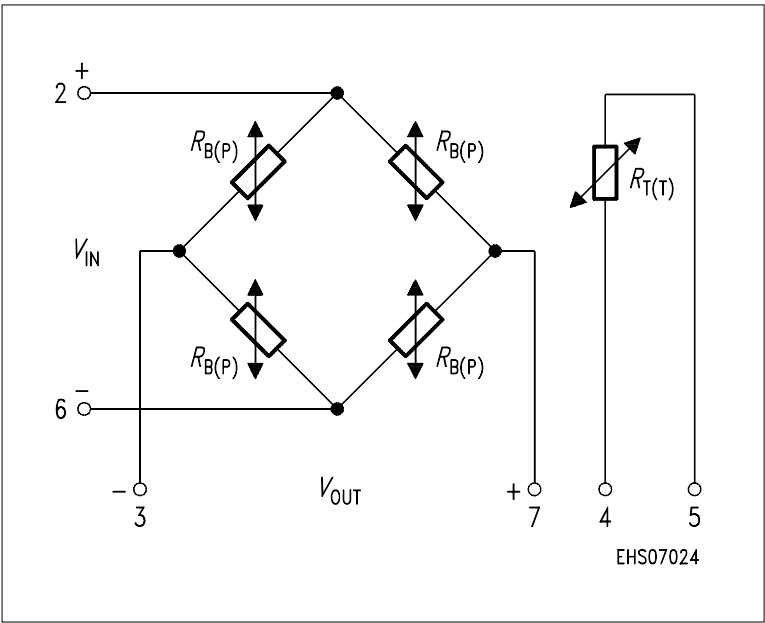 +
2
R_B(P) R_B(P)
R_T(T)
V_IN
R_B(P) R_B(P)
−
6
− V_OUT +
3 7 4 5
EHS07024